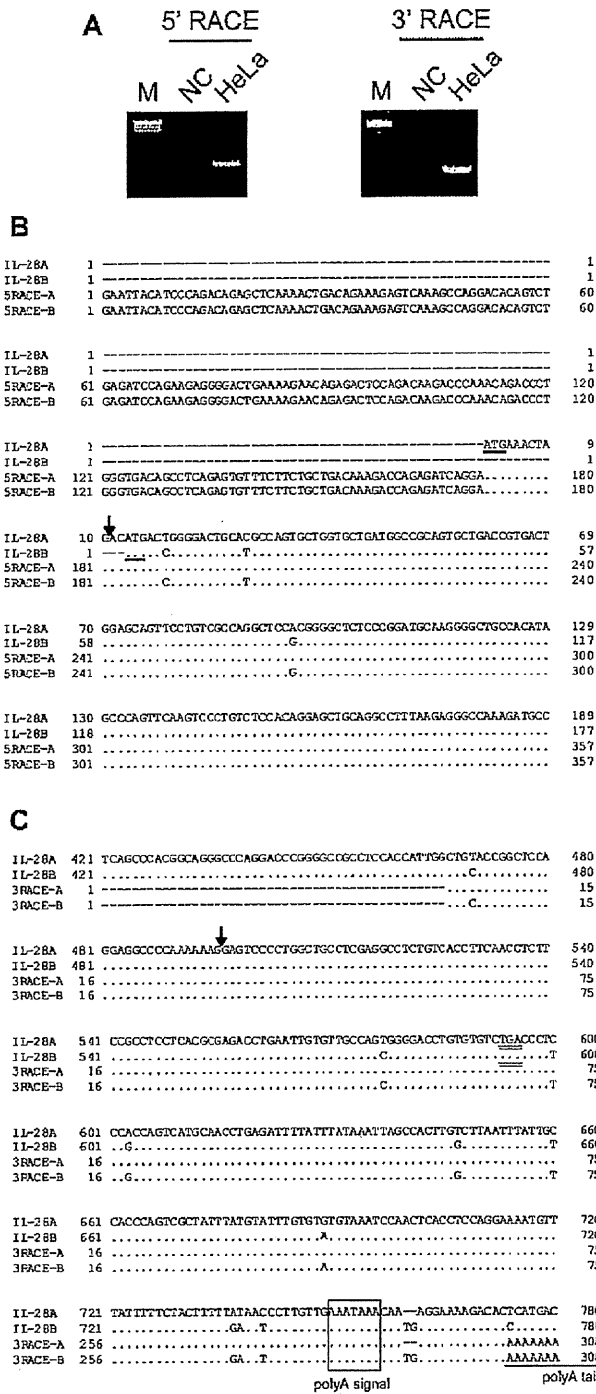 A
5' RACE 3' RACE
M NC HeLa M NC HeLa
B
IL-28A 1 ------------------------------------------------------------ 1
IL-28B 1 ------------------------------------------------------------ 1
5RACE-A 1 GAATTACATCCCAGACAGAGCTCAAAACTGACAGAAAGAGTCAAAGCCAGGACACAGTCT 60
5RACE-B 1 GAATTACATCCCAGACAGAGCTCAAAACTGACAGAAAGAGTCAAAGCCAGGACACAGTCT 60
IL-28A 1 ------------------------------------------------------------ 1
IL-28B 1 ------------------------------------------------------------ 1
5RACE-A 61 GAGATCCAGAAGAGGGGACTGAAAAGAACAGAGACTCCAGACAAGACCCAAACAGACCCT 120
5RACE-B 61 GAGATCCAGAAGAGGGGACTGAAAAGAACAGAGACTCCAGACAAGACCCAAACAGACCCT 120
IL-28A 1 ---------------------------------------------------ATGAAACTA 9
IL-28B 1 ------------------------------------------------------------ 1
5RACE-A 121 GGGTGACAGCCTCAGAGTGTTTCTTCTGCTGACAAAGACCAGAGATCAGGA......... 180
5RACE-B 121 GGGTGACAGCCTCAGAGTGTTTCTTCTGCTGACAAAGACCAGAGATCAGGA......... 180
IL-28A 10 GACATGACTGGGGACTGCACGCCAGTGCTGGTGCTGATGGCCGCAGTGCTGACCGTGACT 69
IL-28B 1 ---.....C..........T........................................ 57
5RACE-A 181 ............................................................ 240
5RACE-B 181 ........C..........T........................................ 240
IL-28A 70 GGAGCAGTTCCTGTCGCCAGGCTCCACGGGGCTCTCCCGGATGCAAGGGGCTGCCACATA 129
IL-28B 58 .........................G.................................. 117
5RACE-A 241 ............................................................ 300
5RACE-B 241 .........................G.................................. 300
IL-28A 130 GCCCAGTTCAAGTCCCTGTCTCCACAGGAGCTGCAGGCCTTTAAGAGGGCCAAAGATGCC 189
IL-28B 118 ............................................................ 177
5RACE-A 301 ............................................................ 357
5RACE-B 301 ............................................................ 357
C
IL-28A 421 TCAGCCCACGGCAGGGCCCAGGACCCGGGGCCGCCTCCACCATTGGCTGTACCGGCTCCA 480
IL-28B 421 .................................................C.......... 480
3RACE-A 1 ---------------------------------------------............... 15
3RACE-B 1 ---------------------------------------------....C.......... 15
IL-28A 481 GGAGGCCCCAAAAAAGGAGTCCCCTGGCTGCCTCGAGGCCTCTGTCACCTTCAACCTCTT 540
IL-28B 481 ............................................................ 540
3RACE-A 16 ............................................................ 75
3RACE-B 16 ............................................................ 75
IL-28A 541 CCGCCTCCTCACGCGAGACCTGAATTGTGTTGCCAGTGGGGACCTGTGTGTCTGACCCTC 600
IL-28B 541 .....................................C.....................T 600
3RACE-A 16 ............................................................ 75
3RACE-B 16 .....................................C.....................T 75
IL-28A 601 CCACCAGTCATGCAACCTGAGATTTTATTTATAAATTAGCCACTTGTCTTAATTTATTGC 660
IL-28B 601 ...G...........................................G...........T 660
3RACE-A 16 ............................................................ 75
3RACE-B 16 ...G...........................................G...........T 75
IL-28A 661 CACCCAGTCGCTATTTATGTATTTGTGTGTAAATCCAACTCACCTCCAGGAAAATGTT 720
IL-28B 661 .............................A.............................. 720
3RACE-A 16 ............................................................ 75
3RACE-B 16 .............................A.............................. 75
IL-28A 721 TATTTTTCTACTTTTTATAACCCTTGTTGAAATAAACAA--AGGAAAAGACACTCATGAC 780
IL-28B 721 .................GA..T..................TG.............C...... 780
3RACE-A 256 ........................................--.............AAAAAAA 308
3RACE-B 256 .................GA..T..................TG.............AAAAAAA 308
polyA signal polyA tai